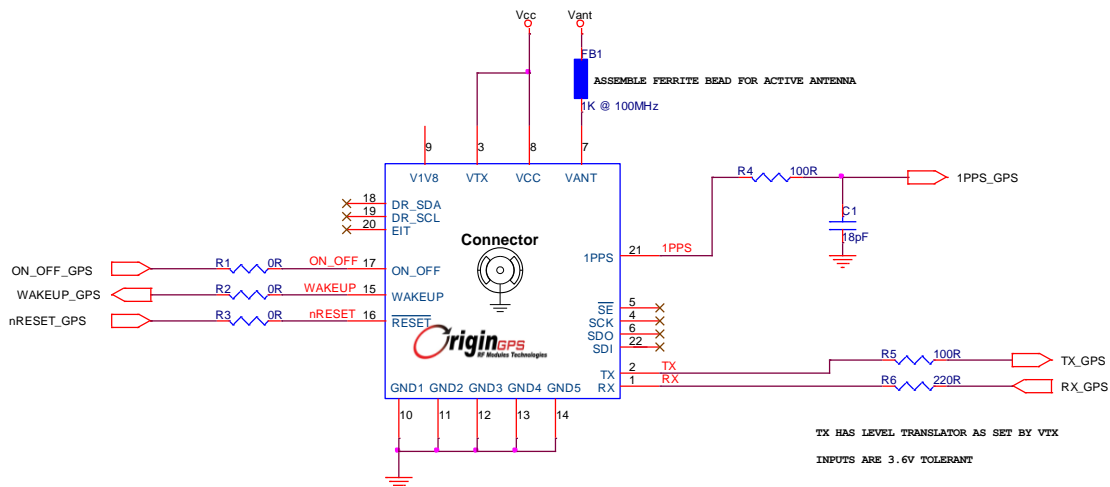 Vcc
Vant
FB1
ASSEMBLE FERRITE BEAD FOR ACTIVE ANTENNA
1K @ 100MHz
9
3
8
7
V1V8
VTX
VCC
VANT
R4
100R
1PPS_GPS
18
DR_SDA
19
DR_SCL
20
EIT
C1
18pF
Connector
1PPS
21
1PPS
ON_OFF_GPS
R1
0R
ON_OFF
17
ON_OFF
WAKEUP_GPS
R2
0R
WAKEUP
15
WAKEUP
nRESET_GPS
R3
0R
nRESET
16
RESET
SE
5
SCK
4
SDO
6
SDI
22
OriginGPS
RF Modules Technologies
TX
2
TX
R5
100R
TX_GPS
RX
1
RX
R6
220R
RX_GPS
GND1
GND2
GND3
GND4
GND5
10
11
12
13
14
TX HAS LEVEL TRANSLATOR AS SET BY VTX
INPUTS ARE 3.6V TOLERANT